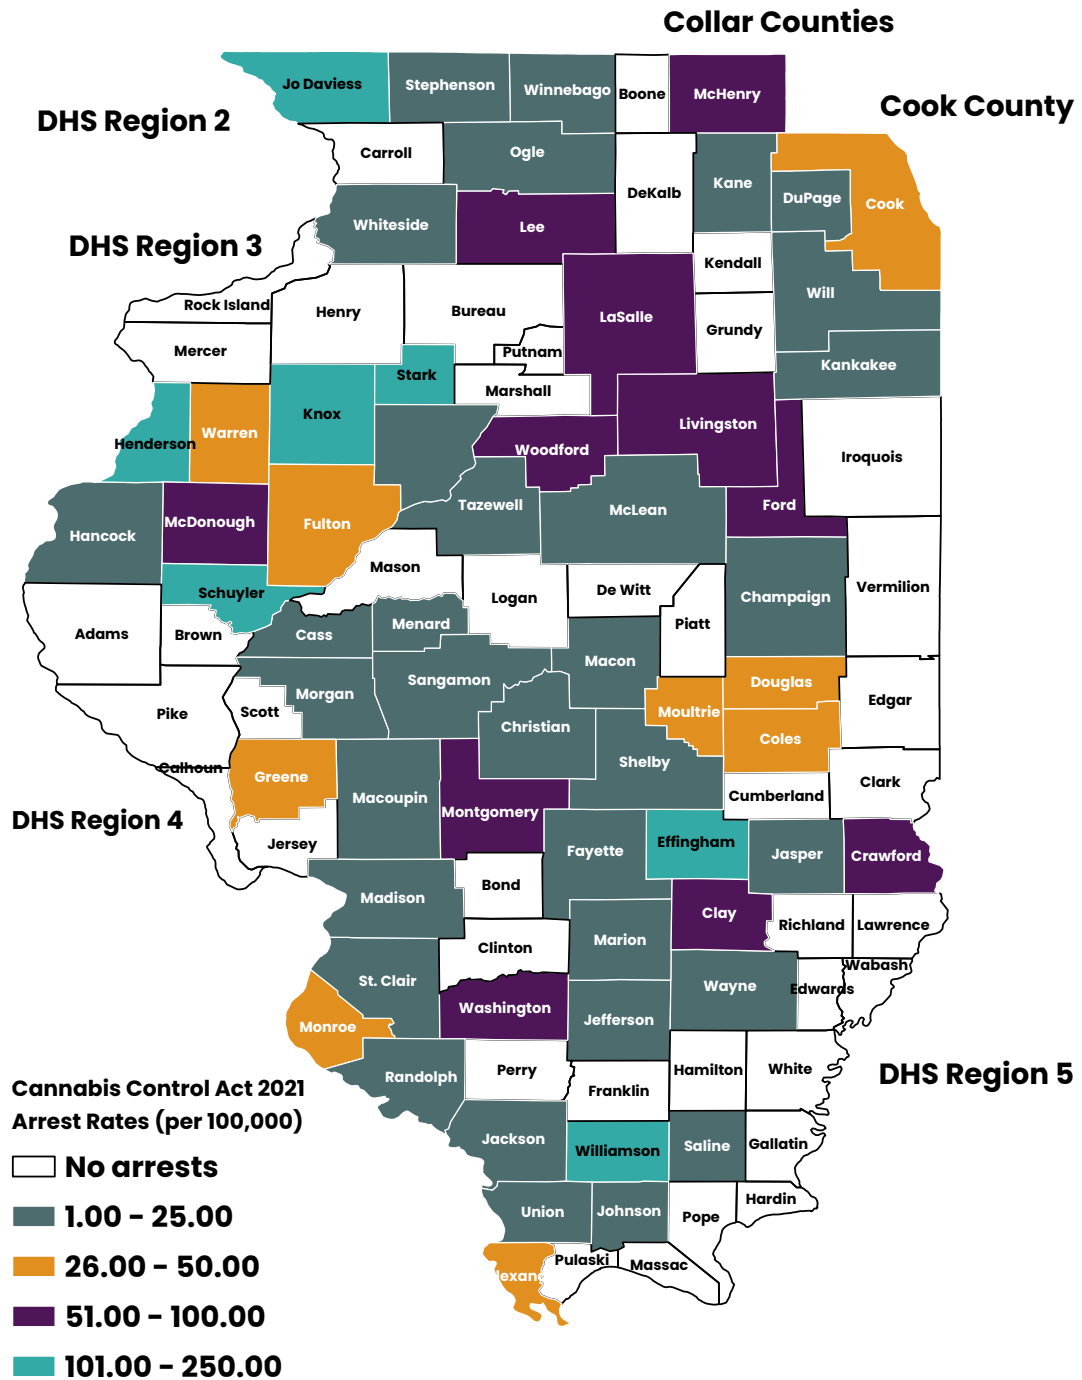 Collar Counties
Cook County
DHS Region 2
DHS Region 3
DHS Region 4
DHS Region 5
Jo Daviess
Stephenson
Winnebago
Boone
McHenry
Carroll
Ogle
DeKalb
Kane
DuPage
Cook
Whiteside
Lee
Kendall
Will
Rock Island
Henry
Bureau
LaSalle
Grundy
Mercer
Putnam
Kankakee
Stark
Marshall
Henderson
Warren
Knox
Woodford
Livingston
Iroquois
Hancock
McDonough
Fulton
Tazewell
McLean
Ford
Mason
Schuyler
Logan
De Witt
Champaign
Vermilion
Adams
Brown
Cass
Menard
Piatt
Macon
Pike
Scott
Morgan
Sangamon
Christian
Moultrie
Douglas
Edgar
Coles
Shelby
Calhoun
Greene
Macoupin
Montgomery
Cumberland
Clark
Jersey
Fayette
Effingham
Jasper
Crawford
Madison
Bond
Clay
Richland
Lawrence
Clinton
Marion
St. Clair
Wayne
Edwards
Wabash
Washington
Jefferson
Monroe
Randolph
Perry
Franklin
Hamilton
White
Jackson
Williamson
Saline
Gallatin
Union
Johnson
Pope
Hardin
lexan
Pulaski
Massac
Cannabis Control Act 2021
Arrest Rates (per 100,000)
No arrests
1.00 - 25.00
26.00 - 50.00
51.00 - 100.00
101.00 - 250.00